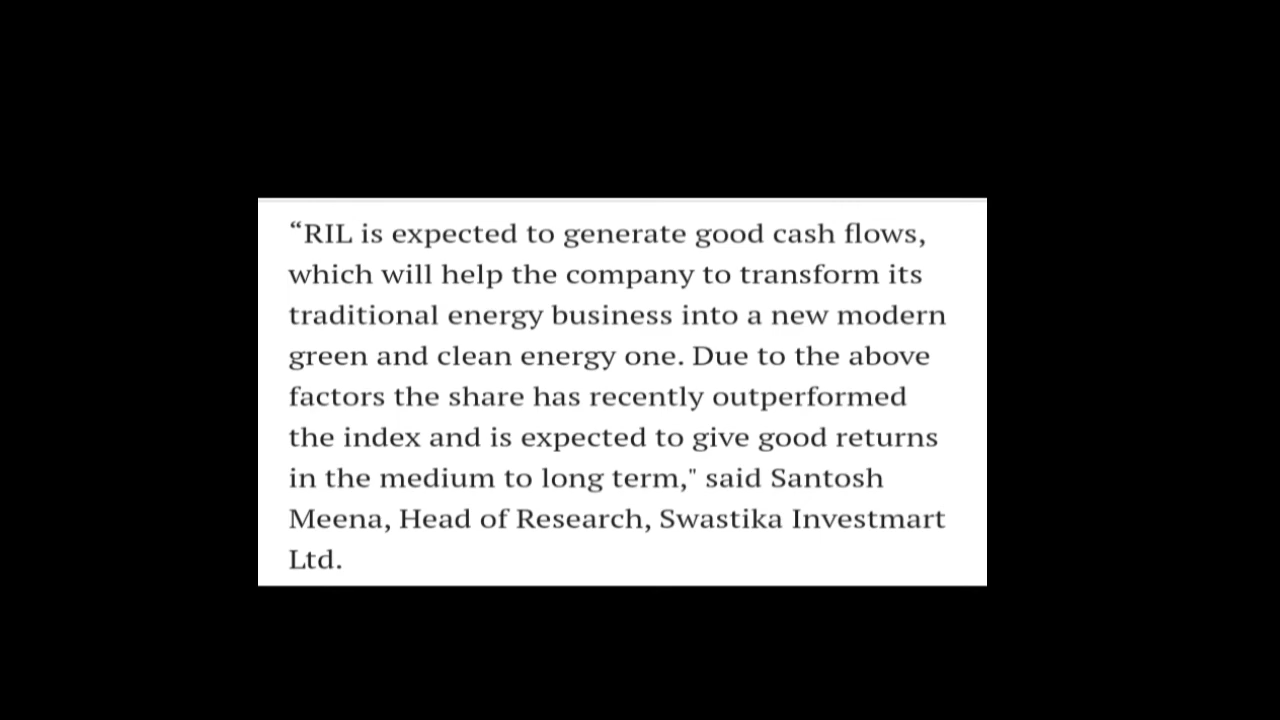 “RIL is expected to generate good cash flows,
which will help the company to transform its
traditional energy business into a new modern
green and clean energy one. Due to the above
factors the share has recently outperformed
the index and is expected to give good returns
in the medium to long term," said Santosh
Meena, Head of Research, Swastika Investmart
Ltd.